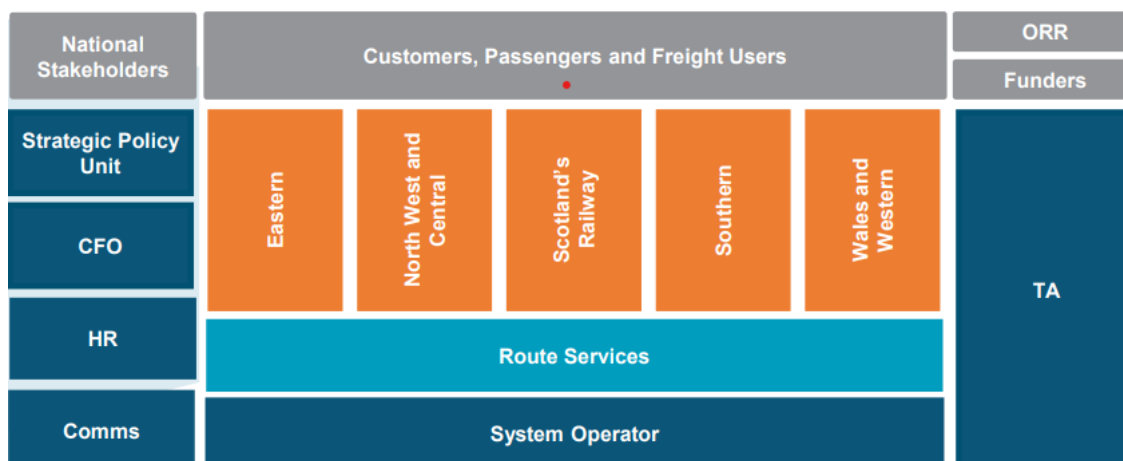 National
Stakeholders
Customers, Passengers and Freight Users
ORR
Funders
Strategic Policy
Unit
CFO
HR
Comms
Eastern
North West and
Central
Scotland's
Railway
Southern
Wales and
Western
Route Services
System Operator
TA